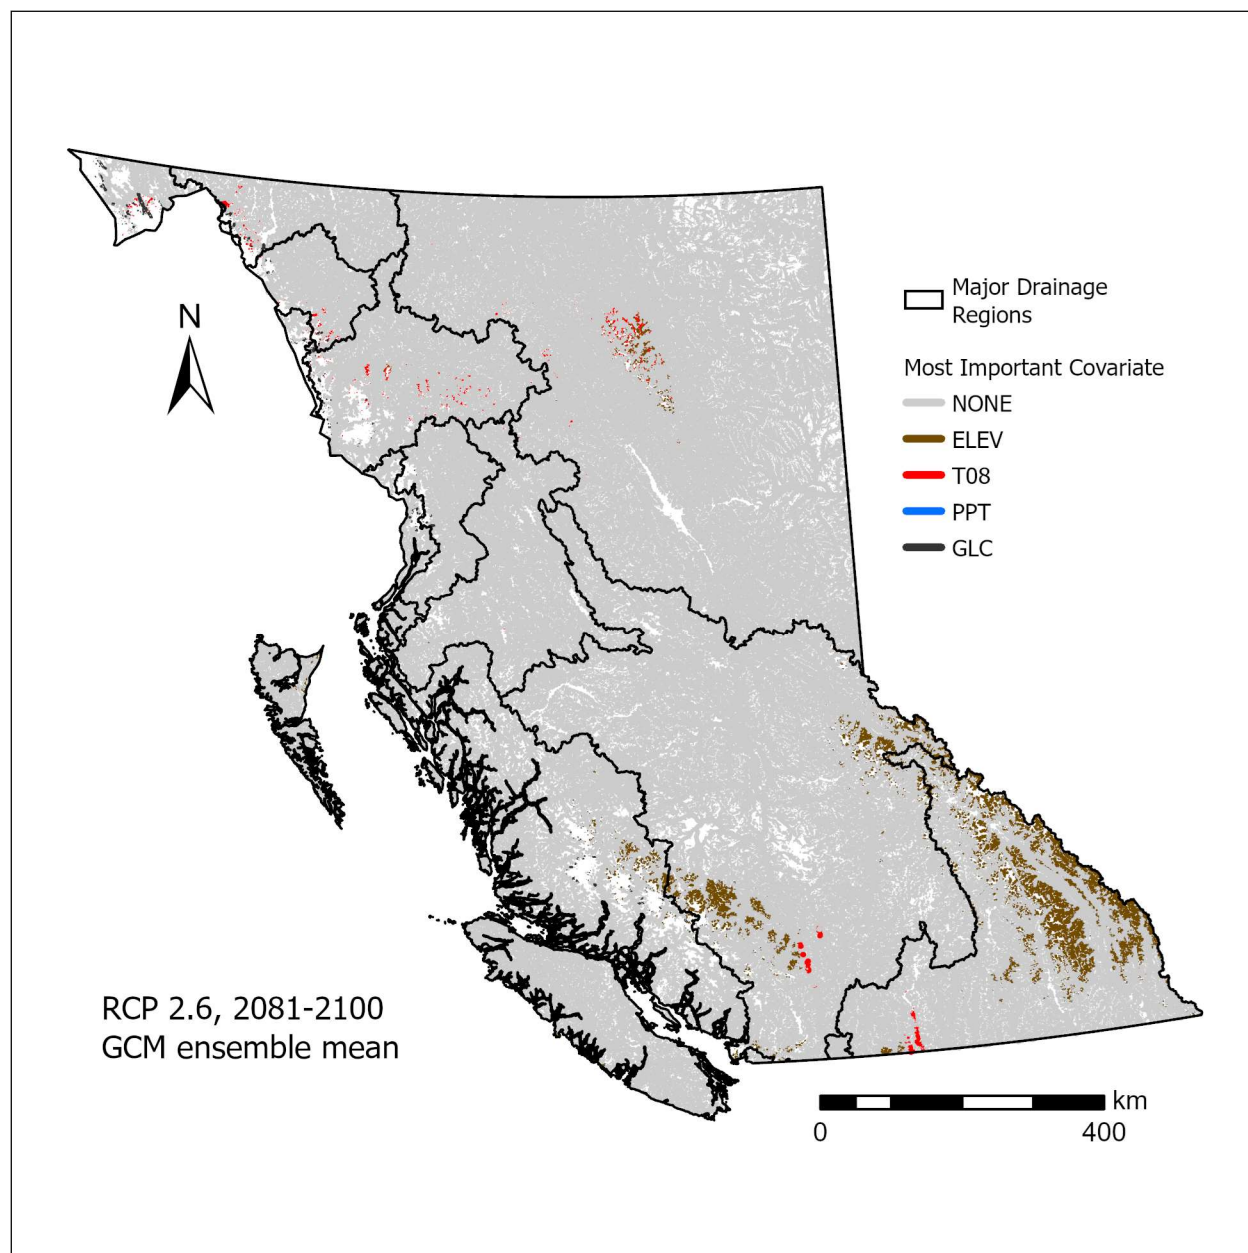 N
Major Drainage
Regions
Most Important Covariate
NONE
ELEV
T08
PPT
GLC
RCP 2.6, 2081-2100
GCM ensemble mean
km
0 400